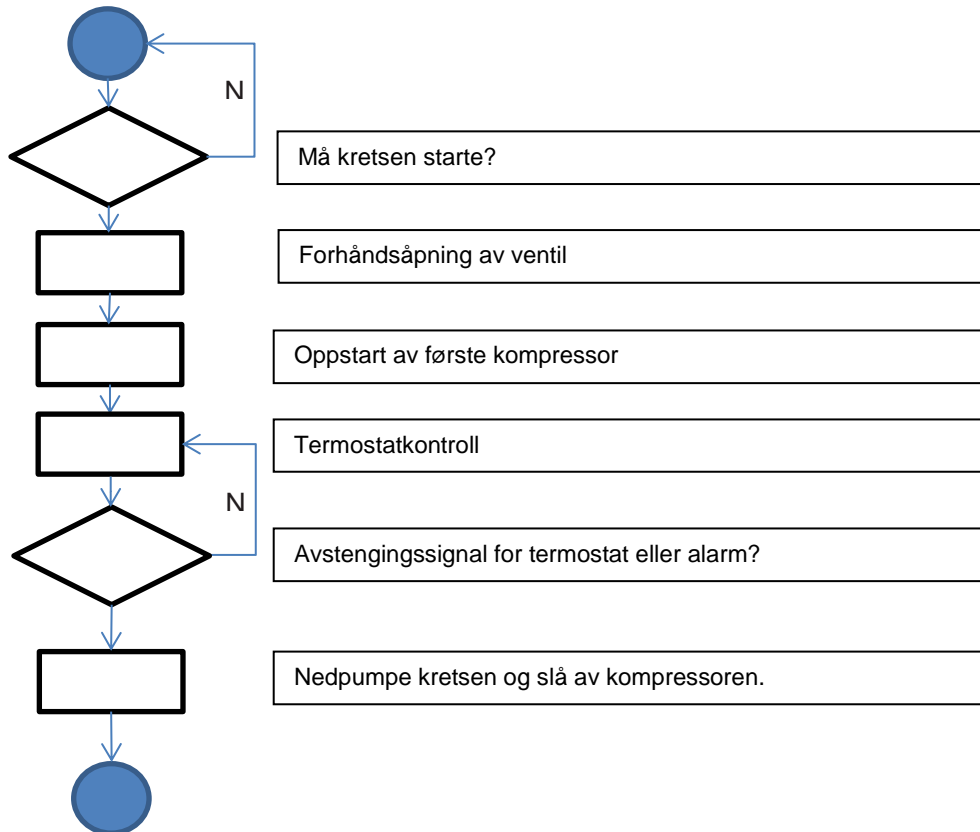 N
Må kretsen starte?
Forhåndsåpning av ventil
Oppstart av første kompressor
Termostatkontroll
N
Avstengingssignal for termostat eller alarm?
Nedpumpe kretsen og slå av kompressoren.